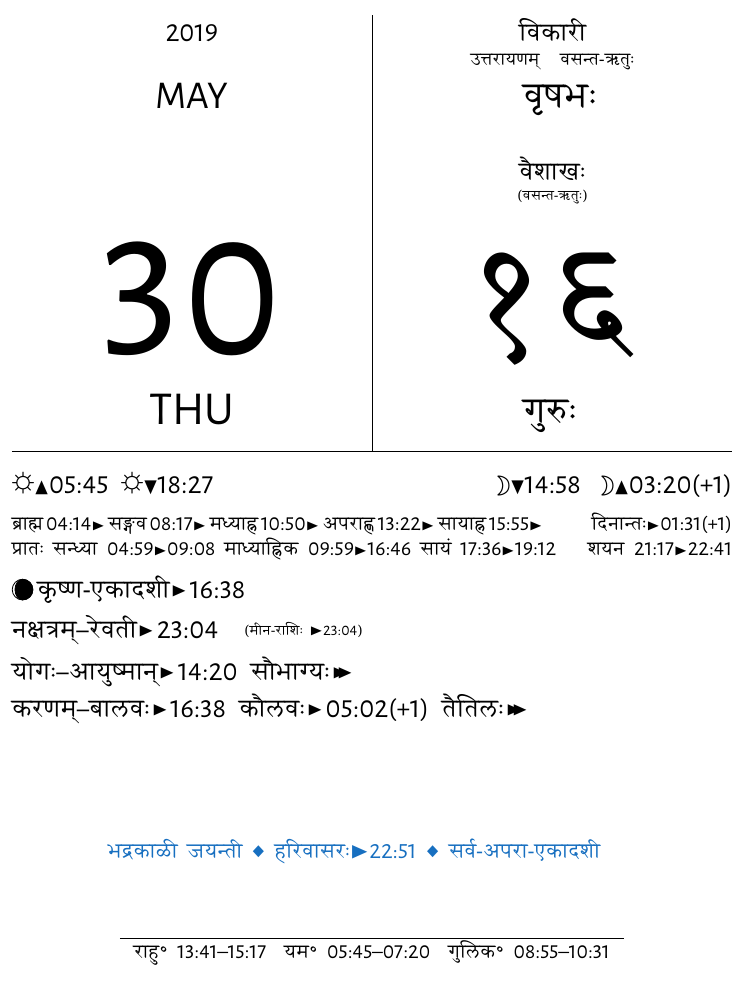 2019
MAY
30
THU
विकारी
उत्तरायणम् वसन्त-ऋतुः
वृषभः
वैशाखः
(वसन्त-ऋतुः)
१६
गुरुः
☼▲05:45 ☼▼18:27 ☽▼14:58 ☽▲03:20(+1)
ब्राह्म 04:14► सङ्गव 08:17► मध्याह्न 10:50► अपराह्ण 13:22► सायाह्न 15:55► दिनान्तः►01:31(+1)
प्रातः सन्ध्या 04:59►09:08 माध्याह्निक 09:59►16:46 सायं 17:36►19:12 शयन 21:17►22:41
कृष्ण-एकादशी►16:38
नक्षत्रम्–रेवती►23:04 (मीन-राशिः ►23:04)
योगः–आयुष्मान्►14:20 सौभाग्यः►►
करणम्–बालवः►16:38 कौलवः►05:02(+1) तैतिलः►►
भद्रकाळी जयन्ती ◆ हरिवासरः►22:51 ◆ सर्व-अपरा-एकादशी
राहु° 13:41–15:17 यम° 05:45–07:20 गुलिक° 08:55–10:31